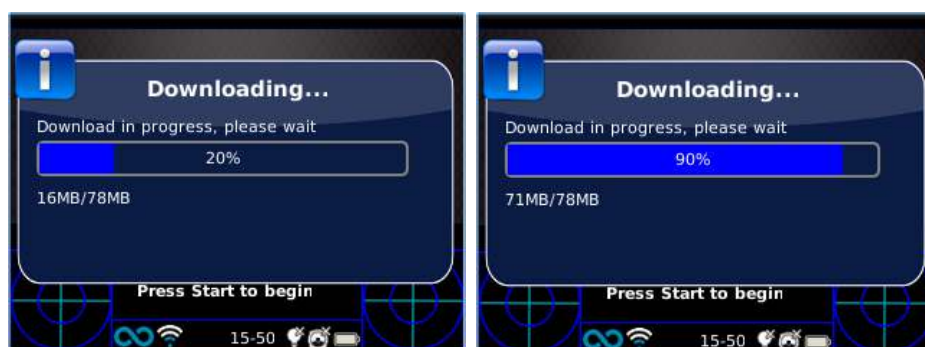 Downloading...
Download in progress, please wait
20%
16MB/78MB
Press Start to begin
15-50
Downloading...
Download in progress, please wait
90%
71MB/78MB
Press Start to begin
15-50